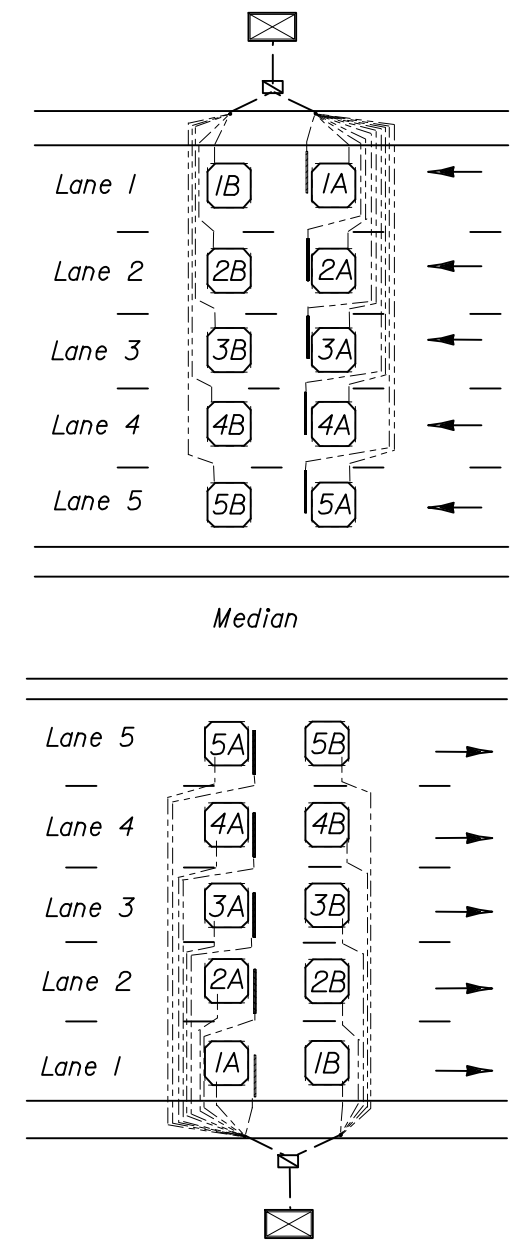 Lane 1 1B 1A
Lane 2 2B 2A
Lane 3 3B 3A
Lane 4 4B 4A
Lane 5 5B 5A
Median
Lane 5 5A 5B
Lane 4 4A 4B
Lane 3 3A 3B
Lane 2 2A 2B
Lane 1 1A 1B